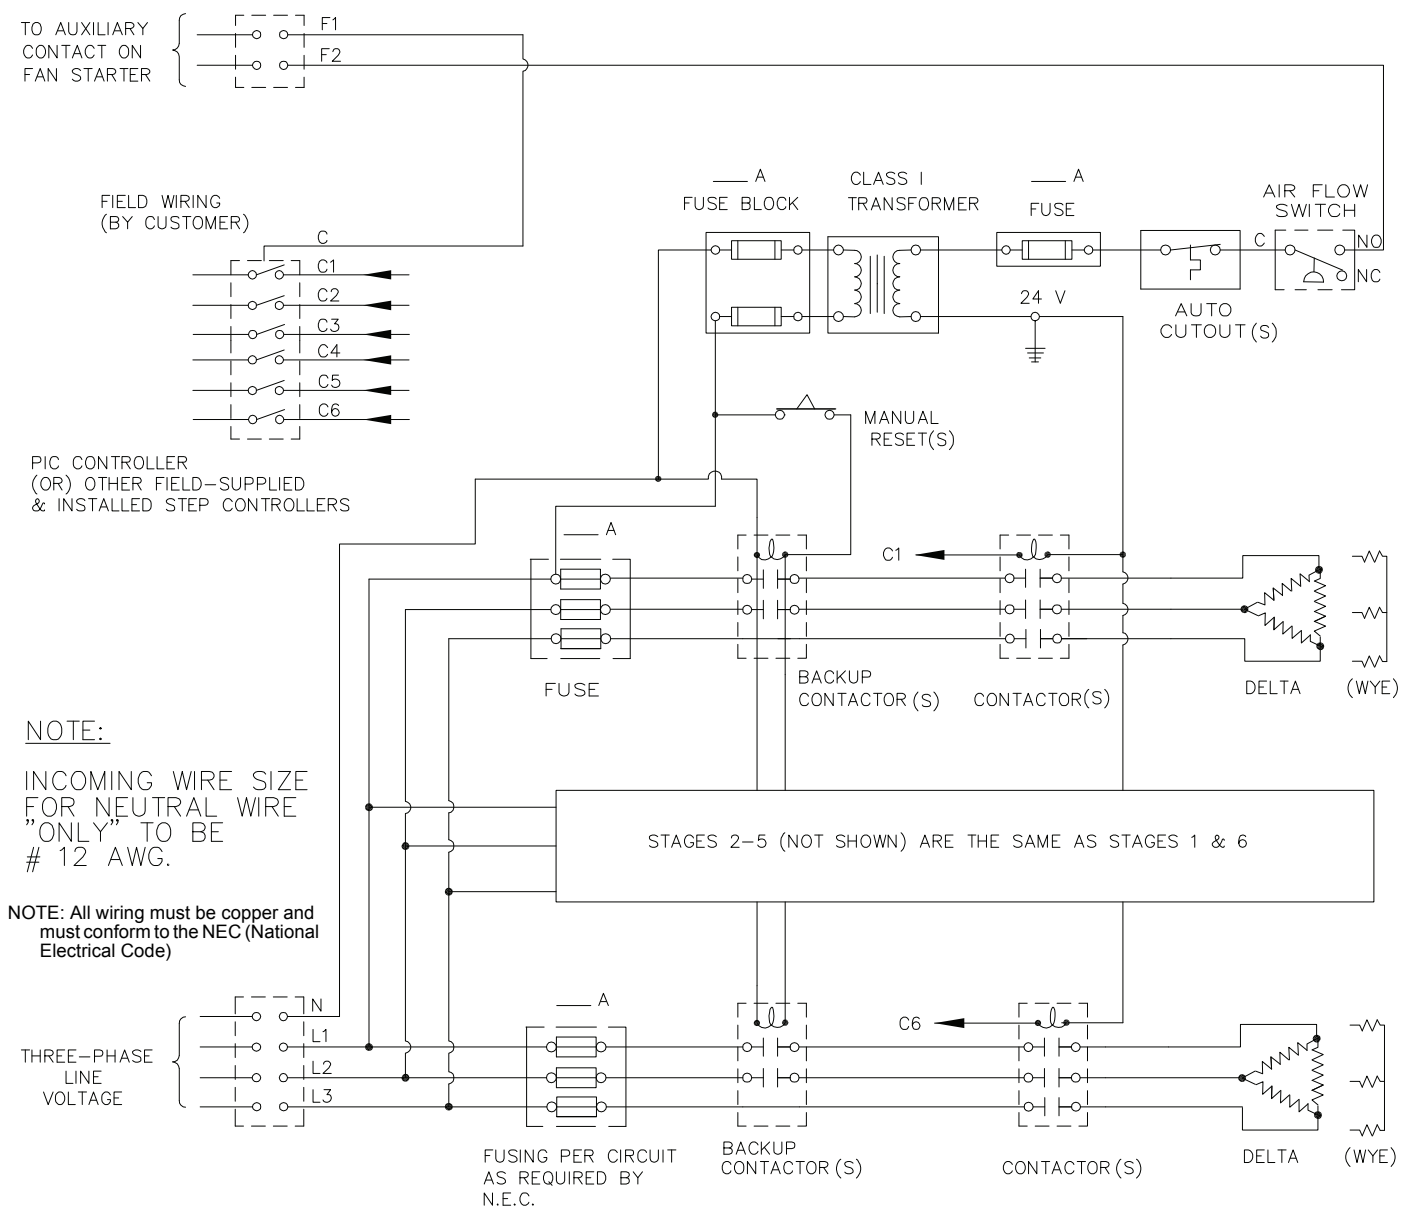 TO AUXILIARY
CONTACT ON
FAN STARTER
F1
F2
FIELD WIRING
(BY CUSTOMER)
C
C1
C2
C3
C4
C5
C6
PIC CONTROLLER
(OR) OTHER FIELD-SUPPLIED
& INSTALLED STEP CONTROLLERS
___ A
FUSE BLOCK
CLASS I
TRANSFORMER
___ A
FUSE
AIR FLOW
SWITCH
C
NO
NC
24 V
AUTO
CUTOUT(S)
MANUAL
RESET(S)
___ A
FUSE
C1
BACKUP
CONTACTOR(S)
CONTACTOR(S)
DELTA
(WYE)
NOTE:
INCOMING WIRE SIZE
FOR NEUTRAL WIRE
"ONLY" TO BE
# 12 AWG.
STAGES 2-5 (NOT SHOWN) ARE THE SAME AS STAGES 1 & 6
NOTE: All wiring must be copper and
must conform to the NEC (National
Electrical Code)
THREE-PHASE
LINE
VOLTAGE
N
L1
L2
L3
___ A
C6
FUSING PER CIRCUIT
AS REQUIRED BY
N.E.C.
BACKUP
CONTACTOR(S)
CONTACTOR(S)
DELTA
(WYE)